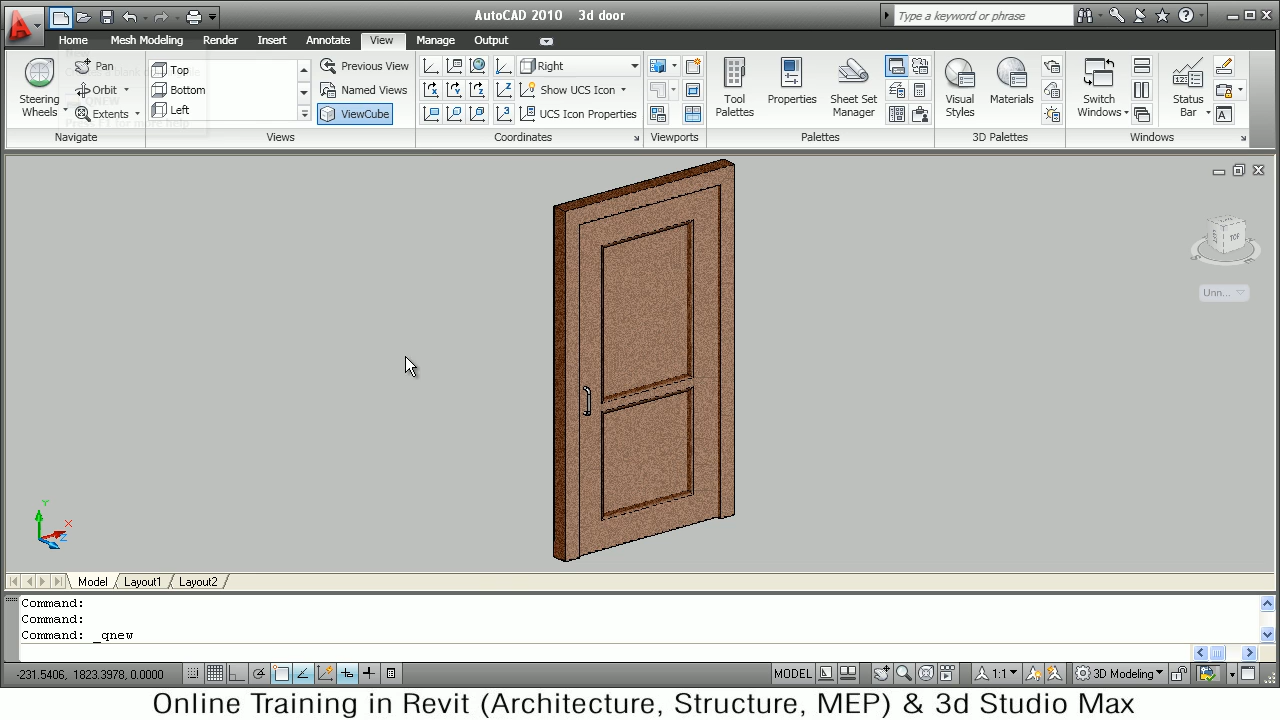 AutoCAD 2010 3d door
Type a keyword or phrase
Home Mesh Modeling Render Insert Annotate View Manage Output
Steering Wheels
Pan
Orbit
Extents
Navigate
Top
Bottom
Left
Views
Previous View
Named Views
ViewCube
Right
Show UCS Icon
UCS Icon Properties
Coordinates
Viewports
Tool Palettes
Properties
Sheet Set Manager
Palettes
Visual Styles
Materials
3D Palettes
Switch Windows
Status Bar
Windows
LEFT TOP
Unn...
Y
X
Z
Model Layout1 Layout2
Command:
Command:
Command: _qnew
-231.5406, 1823.3978, 0.0000
MODEL
1:1
3D Modeling
Online Training in Revit (Architecture, Structure, MEP) & 3d Studio Max